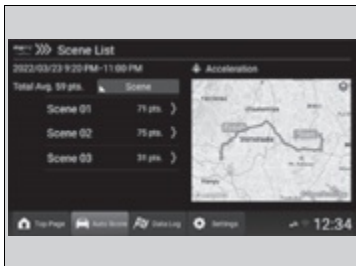 Scene List
2022/03/23 9:20 PM-11:00 PM
Acceleration
Total Avg. 59 pts.
Scene
Scene 01
71 pts.
Scene 02
75 pts.
Scene 03
31 pts.
Top Page
Auto Score
Data Log
Settings
12:34